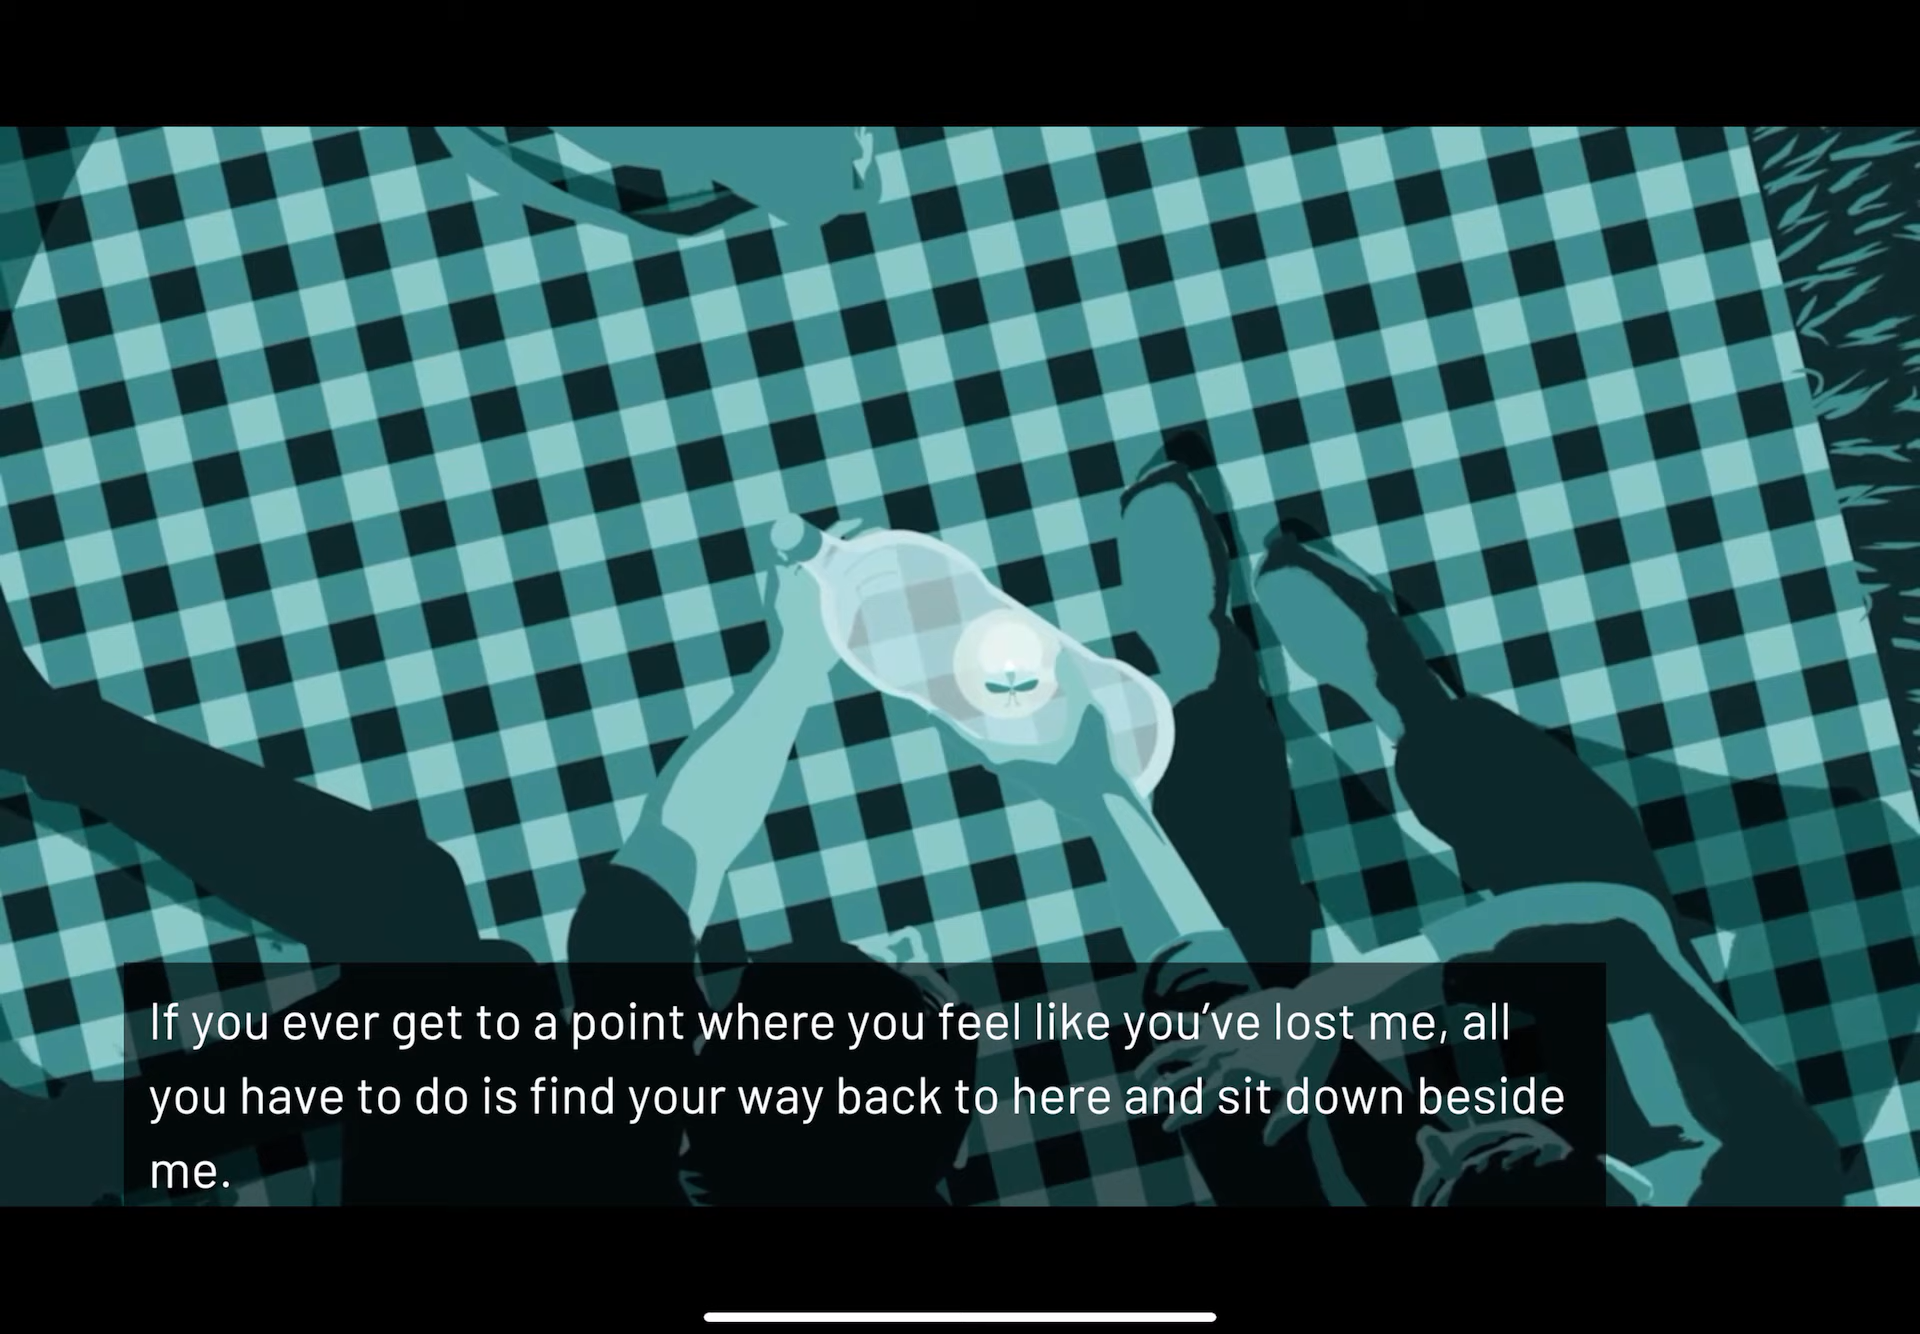 If you ever get to a point where you feel like you’ve lost me, all
you have to do is find your way back to here and sit down beside
me.